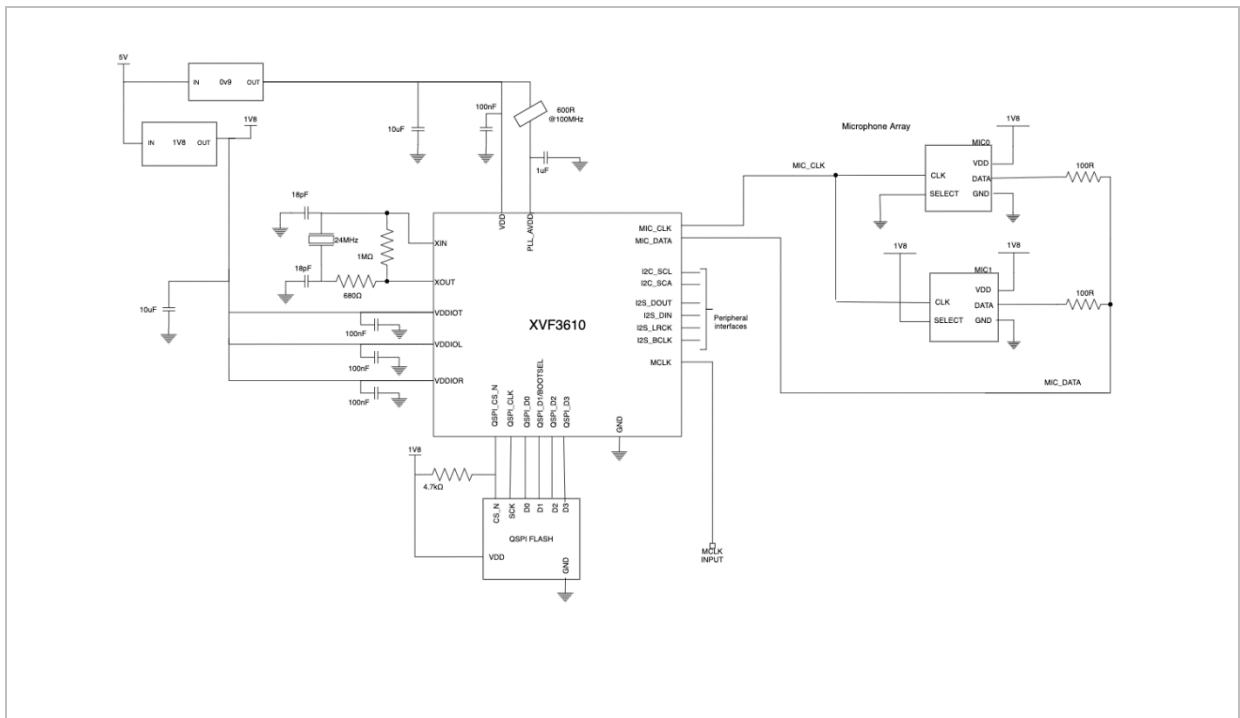 5V
IN 0v9 OUT
1V8
IN 1V8 OUT
10uF
100nF
600R
@100MHz
1uF
18pF
24MHz
1MΩ
18pF
680Ω
10uF
100nF
100nF
100nF
VDD
PLL_AVDD
XIN
XOUT
VDDIOT
VDDIOL
VDDIOR
XVF3610
MIC_CLK
MIC_DATA
I2C_SCL
I2C_SCA
I2S_DOUT
I2S_DIN
I2S_LRCK
I2S_BCLK
MCLK
Peripheral
interfaces
QSPI_CS_N
QSPI_CLK
QSPI_D0
QSPI_D1/BOOTSEL
QSPI_D2
QSPI_D3
GND
1V8
4.7kΩ
CS_N
SCK
D0
D1
D2
D3
QSPI FLASH
VDD
GND
MCLK
INPUT
Microphone Array
MIC_CLK
1V8
MIC0
VDD
CLK
DATA
SELECT
GND
100R
1V8
1V8
MIC1
VDD
CLK
DATA
SELECT
GND
100R
MIC_DATA